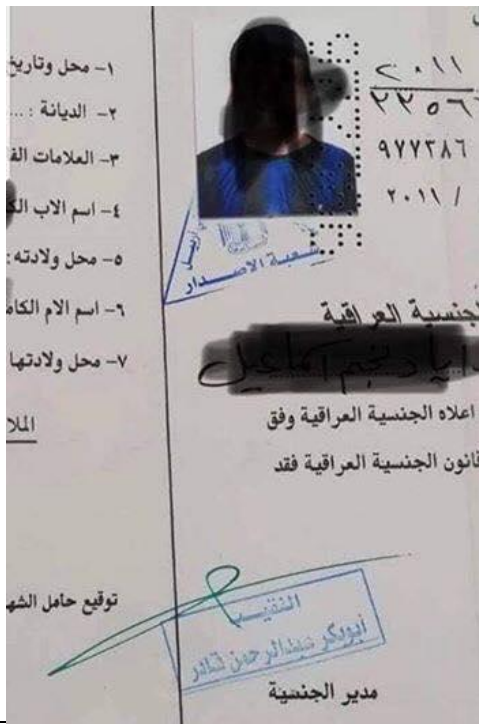 ٢٠١١
٩٧٧٣٨٦
٢٠١١ /
شعبة الاصدار
الجنسية العراقية
اعلاه الجنسية العراقية وفق
قانون الجنسية العراقية فقد
النقيب
ابوبكر عبدالرحمن
مدير الجنسية
١- محل وتاريخ
٢- الديانة : ...
٣- العلامات
٤- اسم الاب
٥- محل ولادته :
٦- اسم الام
٧- محل ولادتها
توقيع حامل